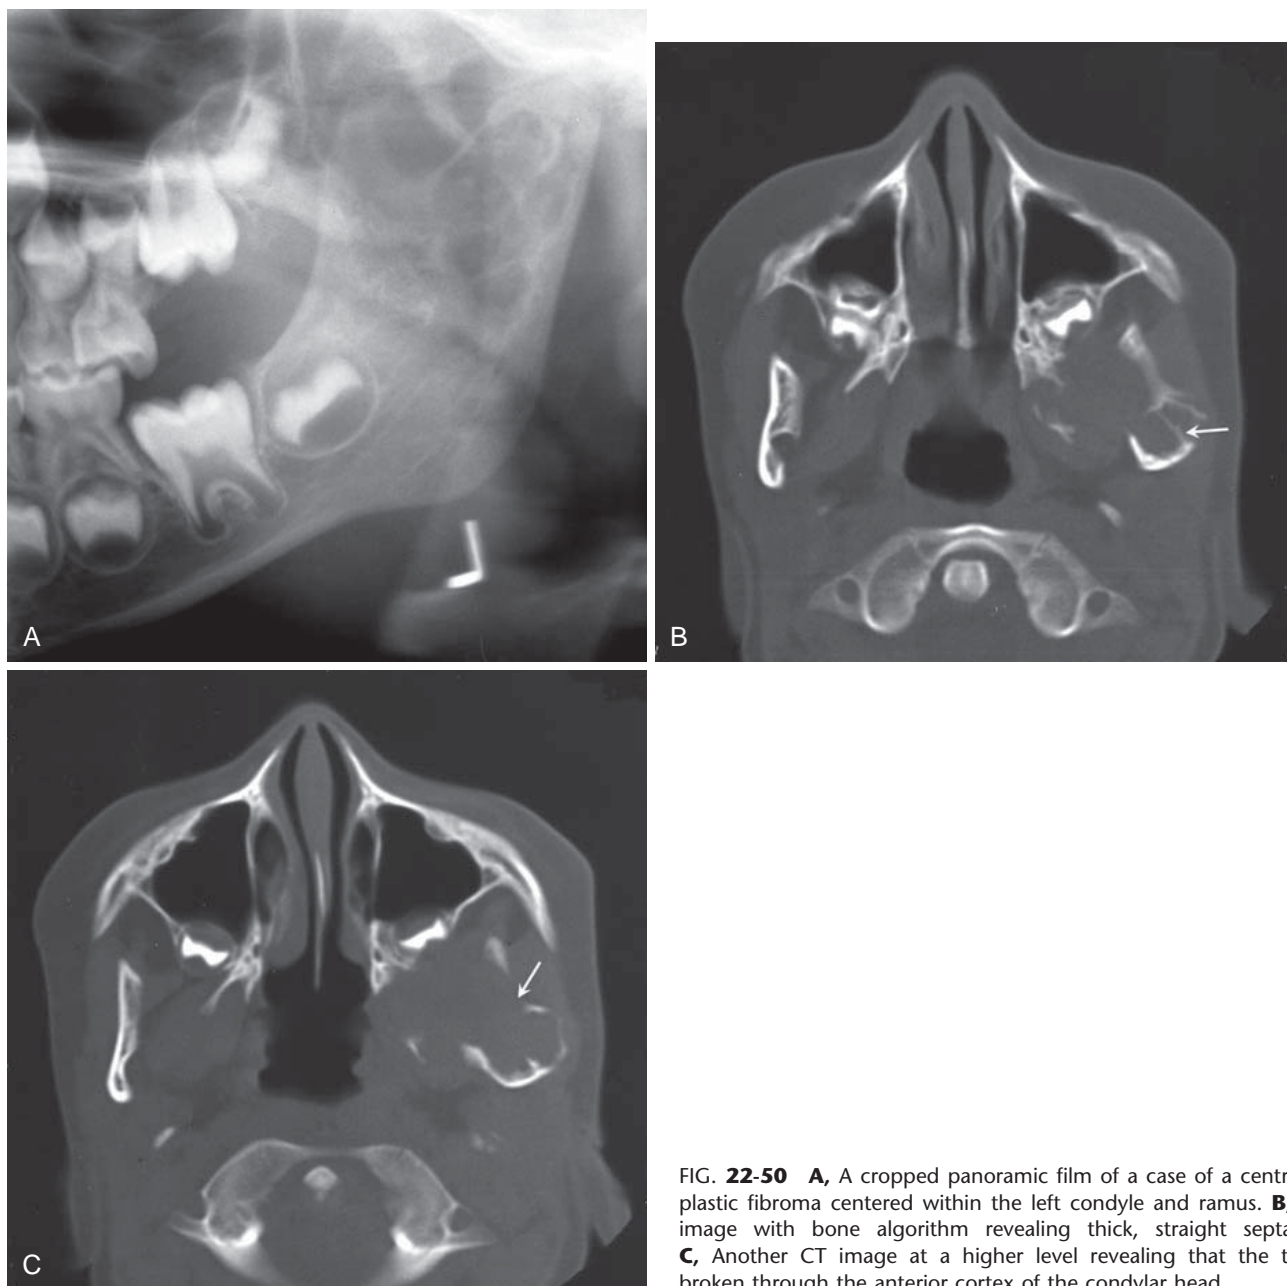 A
B
C
FIG. 22-50 A, A cropped panoramic film of a case of a centr
plastic fibroma centered within the left condyle and ramus. B,
image with bone algorithm revealing thick, straight septa
C, Another CT image at a higher level revealing that the t
broken through the anterior cortex of the condylar head